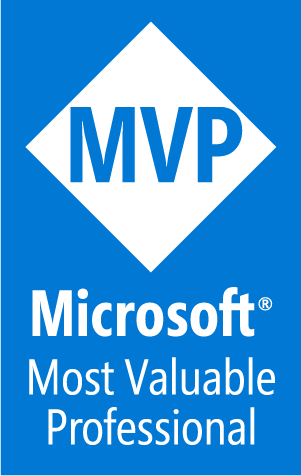 MVP
Microsoft®
Most Valuable
Professional